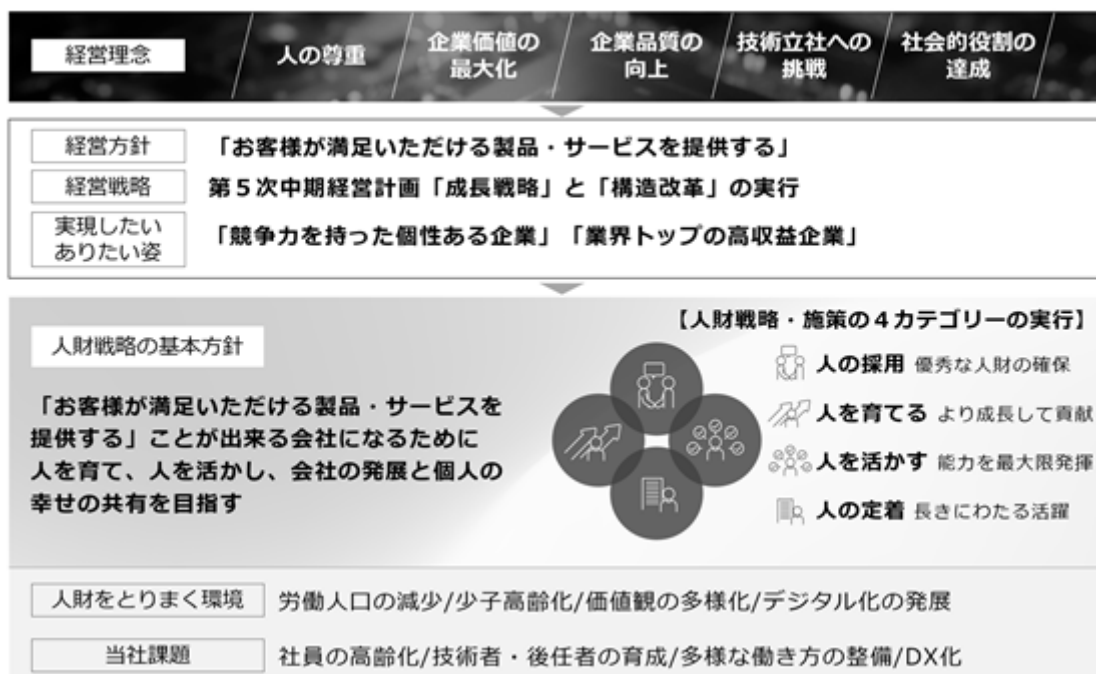 経営理念
人の尊重
企業価値の
最大化
企業品質の
向上
技術立社への
挑戦
社会的役割の
達成
経営方針
「お客様が満足いただける製品・サービスを提供する」
経営戦略
第5次中期経営計画「成長戦略」と「構造改革」の実行
実現したい
ありたい姿
「競争力を持った個性ある企業」「業界トップの高収益企業」
人財戦略の基本方針
「お客様が満足いただける製品・サービスを
提供する」ことが出来る会社になるために
人を育て、人を活かし、会社の発展と個人の
幸せの共有を目指す
【人財戦略・施策の4カテゴリーの実行】
人の採用 優秀な人財の確保
人を育てる より成長して貢献
人を活かす 能力を最大限発揮
人の定着 長きにわたる活躍
人財をとりまく環境
労働人口の減少/少子高齢化/価値観の多様化/デジタル化の発展
当社課題
社員の高齢化/技術者・後任者の育成/多様な働き方の整備/DX化